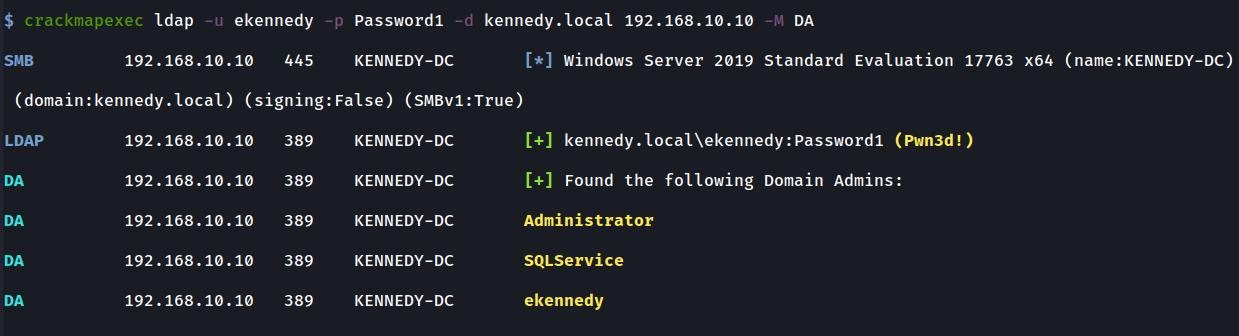 $ crackmapexec ldap -u ekennedy -p Password1 -d kennedy.local 192.168.10.10 -M DA
SMB 192.168.10.10 445 KENNEDY-DC [*] Windows Server 2019 Standard Evaluation 17763 x64 (name:KENNEDY-DC)
(domain:kennedy.local) (signing:False) (SMBv1:True)
LDAP 192.168.10.10 389 KENNEDY-DC [+] kennedy.local\ekennedy:Password1 (Pwn3d!)
DA 192.168.10.10 389 KENNEDY-DC [+] Found the following Domain Admins:
DA 192.168.10.10 389 KENNEDY-DC Administrator
DA 192.168.10.10 389 KENNEDY-DC SQLService
DA 192.168.10.10 389 KENNEDY-DC ekennedy